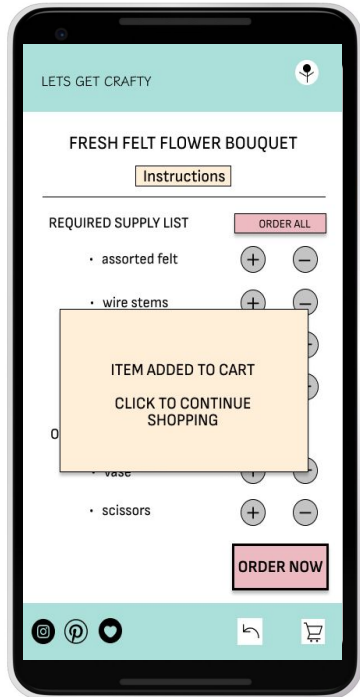 LETS GET CRAFTY
FRESH FELT FLOWER BOUQUET
Instructions
REQUIRED SUPPLY LIST
ORDER ALL
• assorted felt
• wire stems
ITEM ADDED TO CART
CLICK TO CONTINUE
SHOPPING
O
• vase
• scissors
ORDER NOW